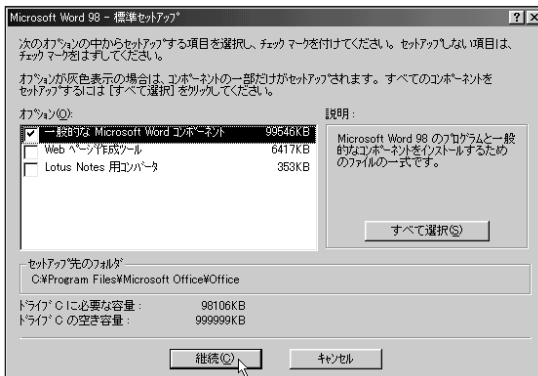 Microsoft Word 98 - 標準ｾｯﾄｱｯﾌﾟ
次のｵﾌﾟｼｮﾝの中からｾｯﾄｱｯﾌﾟする項目を選択し、ﾁｪｯｸ ﾏｰｸを付けてください。ｾｯﾄｱｯﾌﾟしない項目は、
ﾁｪｯｸ ﾏｰｸをはずしてください。
ｵﾌﾟｼｮﾝが灰色表示の場合は、ｺﾝﾎﾟｰﾈﾝﾄの一部だけがｾｯﾄｱｯﾌﾟされます。すべてのｺﾝﾎﾟｰﾈﾝﾄを
ｾｯﾄｱｯﾌﾟするには [すべて選択] をｸﾘｯｸしてください。
ｵﾌﾟｼｮﾝ(O):
説明:
一般的な Microsoft Word ｺﾝﾎﾟｰﾈﾝﾄ 99546KB
Web ﾍﾟｰｼﾞ作成ﾂｰﾙ 6417KB
Lotus Notes 用ｺﾝﾊﾞｰﾀ 353KB
Microsoft Word 98 のﾌﾟﾛｸﾞﾗﾑと一般
的なｺﾝﾎﾟｰﾈﾝﾄをｲﾝｽﾄｰﾙするため
のﾌｧｲﾙの一式です。
すべて選択(S)
ｾｯﾄｱｯﾌﾟ先のﾌｫﾙﾀﾞ
C:¥Program Files¥Microsoft Office¥Office
ﾄﾞﾗｲﾌﾞ C に必要な容量: 98106KB
ﾄﾞﾗｲﾌﾞ C の空き容量: 999999KB
継続(C)
ｷｬﾝｾﾙ